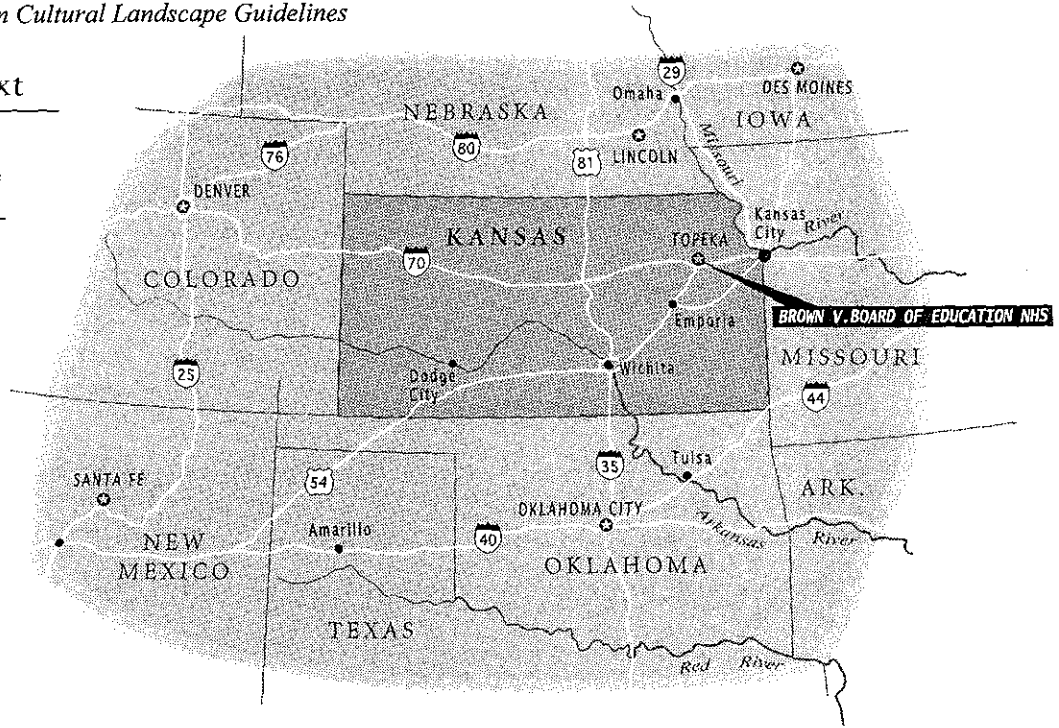 n Cultural Landscape Guidelines
xt
29
Omaha
DES MOINES
NEBRASKA
IOWA
76
80
81
LINCOLN
Missouri
DENVER
KANSAS
TOPEKA
Kansas
City
River
COLORADO
70
Emporia
BROWN V.BOARD OF EDUCATION NHS
MISSOURI
25
Dodge
City
Wichita
44
SANTA FE
54
35
Tulsa
ARK.
Amarillo
OKLAHOMA CITY
40
Arkansas
River
NEW
MEXICO
OKLAHOMA
TEXAS
Red River